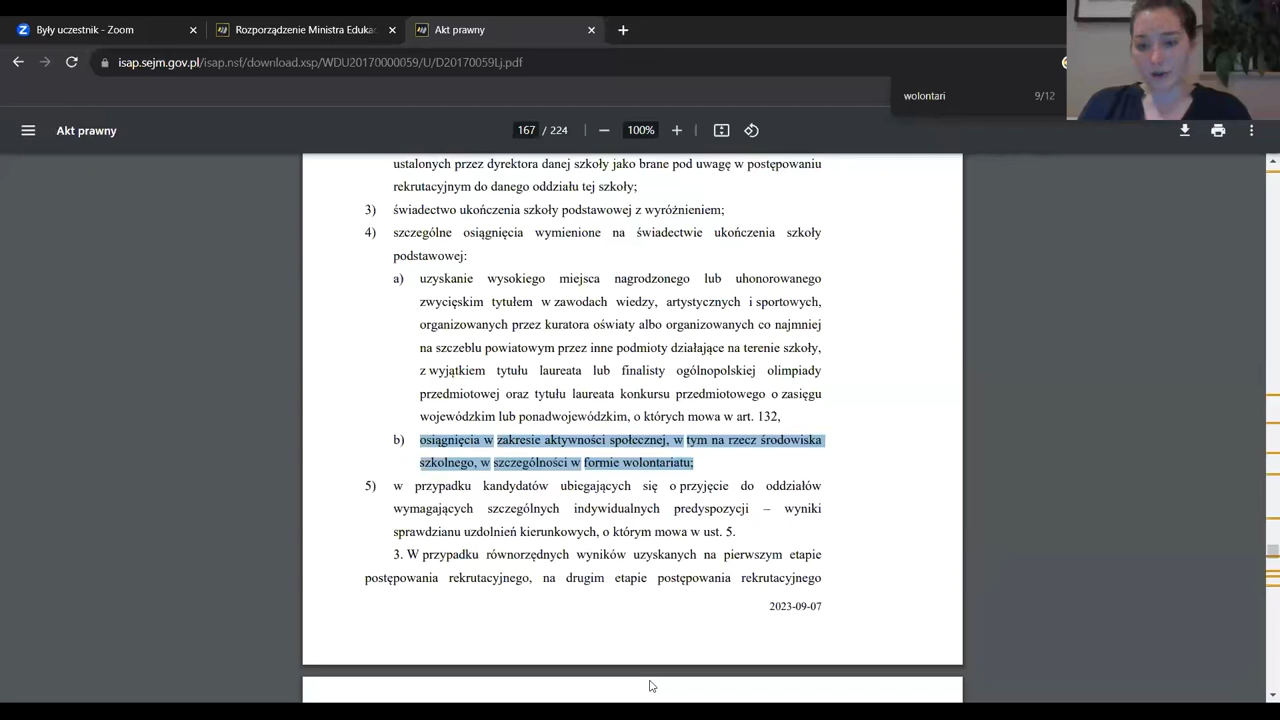 Były uczestnik - Zoom
Rozporządzenie Ministra Edukac
Akt prawny
isap.sejm.gov.pl/isap.nsf/download.xsp/WDU20170000059/U/D20170059Lj.pdf
wolontari 9/12
Akt prawny
167 / 224
100%
ustalonych przez dyrektora danej szkoły jako brane pod uwagę w postępowaniu
rekrutacyjnym do danego oddziału tej szkoły;
3) świadectwo ukończenia szkoły podstawowej z wyróżnieniem;
4) szczególne osiągnięcia wymienione na świadectwie ukończenia szkoły
podstawowej:
a) uzyskanie wysokiego miejsca nagrodzonego lub uhonorowanego
zwycięskim tytułem w zawodach wiedzy, artystycznych i sportowych,
organizowanych przez kuratora oświaty albo organizowanych co najmniej
na szczeblu powiatowym przez inne podmioty działające na terenie szkoły,
z wyjątkiem tytułu laureata lub finalisty ogólnopolskiej olimpiady
przedmiotowej oraz tytułu laureata konkursu przedmiotowego o zasięgu
wojewódzkim lub ponadwojewódzkim, o których mowa w art. 132,
b) osiągnięcia w zakresie aktywności społecznej, w tym na rzecz środowiska
szkolnego, w szczególności w formie wolontariatu;
5) w przypadku kandydatów ubiegających się o przyjęcie do oddziałów
wymagających szczególnych indywidualnych predyspozycji – wyniki
sprawdzianu uzdolnień kierunkowych, o którym mowa w ust. 5.
3. W przypadku równorzędnych wyników uzyskanych na pierwszym etapie
postępowania rekrutacyjnego, na drugim etapie postępowania rekrutacyjnego
2023-09-07